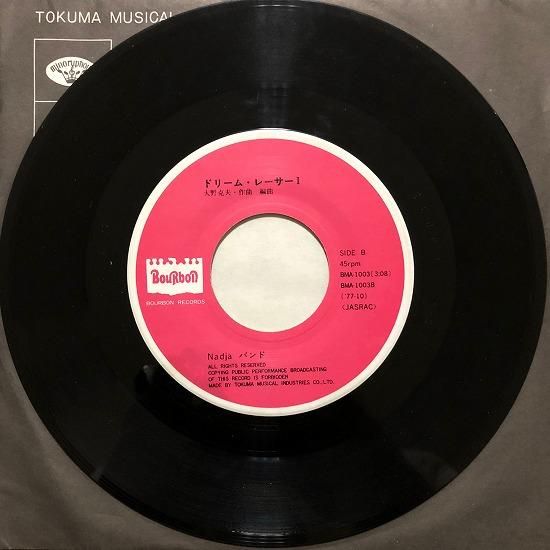 TOKUMA MUSICAL
minoruphone
ドリーム・レーサー1
大野克夫・作曲 編曲
SIDE B
45rpm
BMA-1003(3;08)
BMA-1003B
('77·10)
〈JASRAC〉
BouRboN
BOURBON RECORDS
Nadja バンド
ALL RIGHTS RESERVED
COPYING PUBLIC PERFORMANCE BROADCASTING
OF THIS RECORD IS FORBIDDEN
MADE BY TOKUMA MUSICAL INDUSTRIES CO.,LTD.